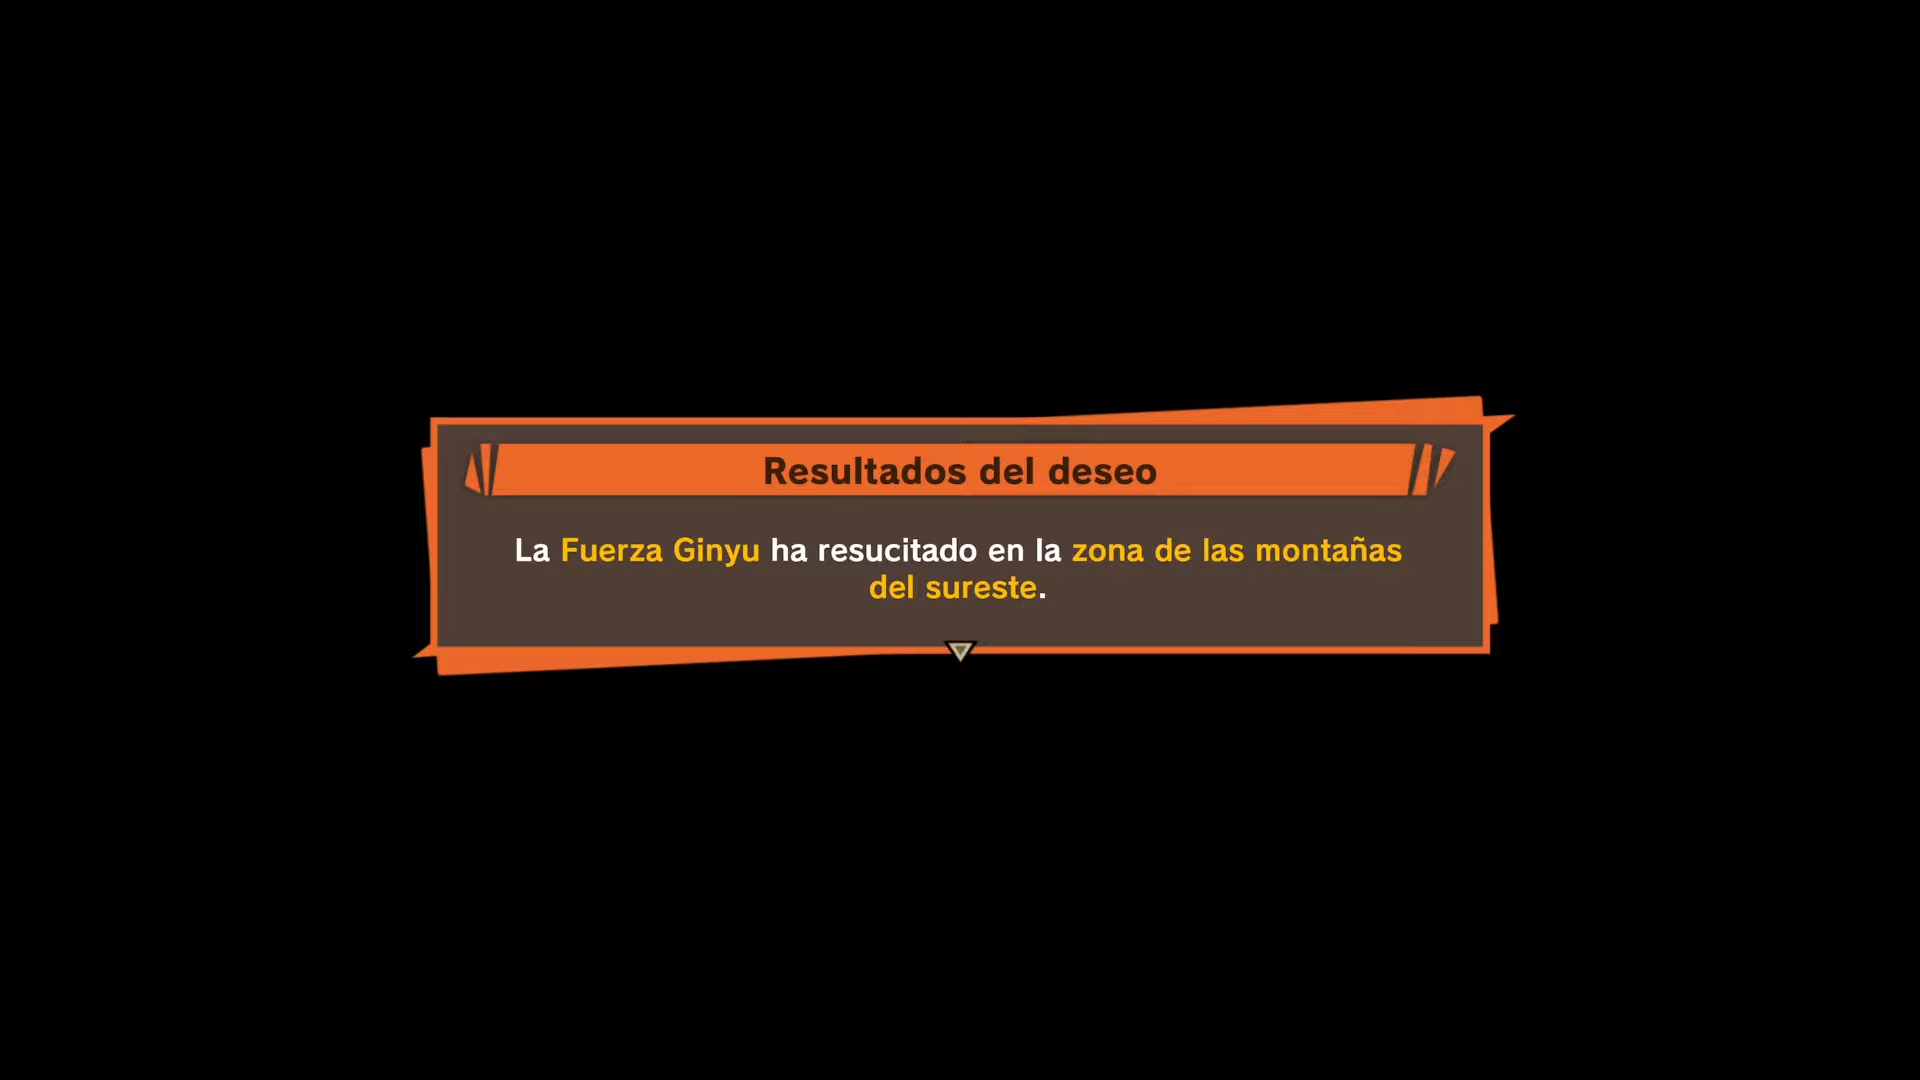 Resultados del deseo
La Fuerza Ginyu ha resucitado en la zona de las montañas
del sureste.